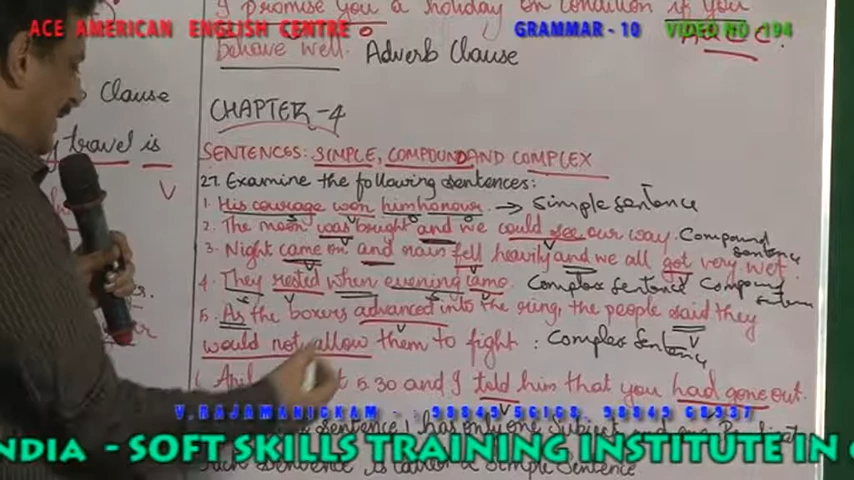 I promise you a holiday on condition if you
ACE AMERICAN ENGLISH CENTRE
GRAMMAR - 10
VIDEO NO : 194
behave well. Adverb Clause
Clause
travel is
V
CHAPTER-4
SENTENCES: SIMPLE, COMPOUND AND COMPLEX
27. Examine the following sentences:
1. His courage won him honour. → Simple sentence
2. The moon was bought and we could see our way. Compound sentence
3. Night came on and rain fell heavily and we all got very wet.
4. They rested when evening came. Complex sentence Compound
5. As the boxers advanced into the ring, the people said they
would not allow them to fight : Complex Sentence
5.30 and I told him that you had gone out.
V. RAJAMANICKAM - 98849 56168, 98849 68937
sentence 1 has only one Subject and one
INDIA - SOFT SKILLS TRAINING INSTITUTE IN
sentence is called a Simple Sentence